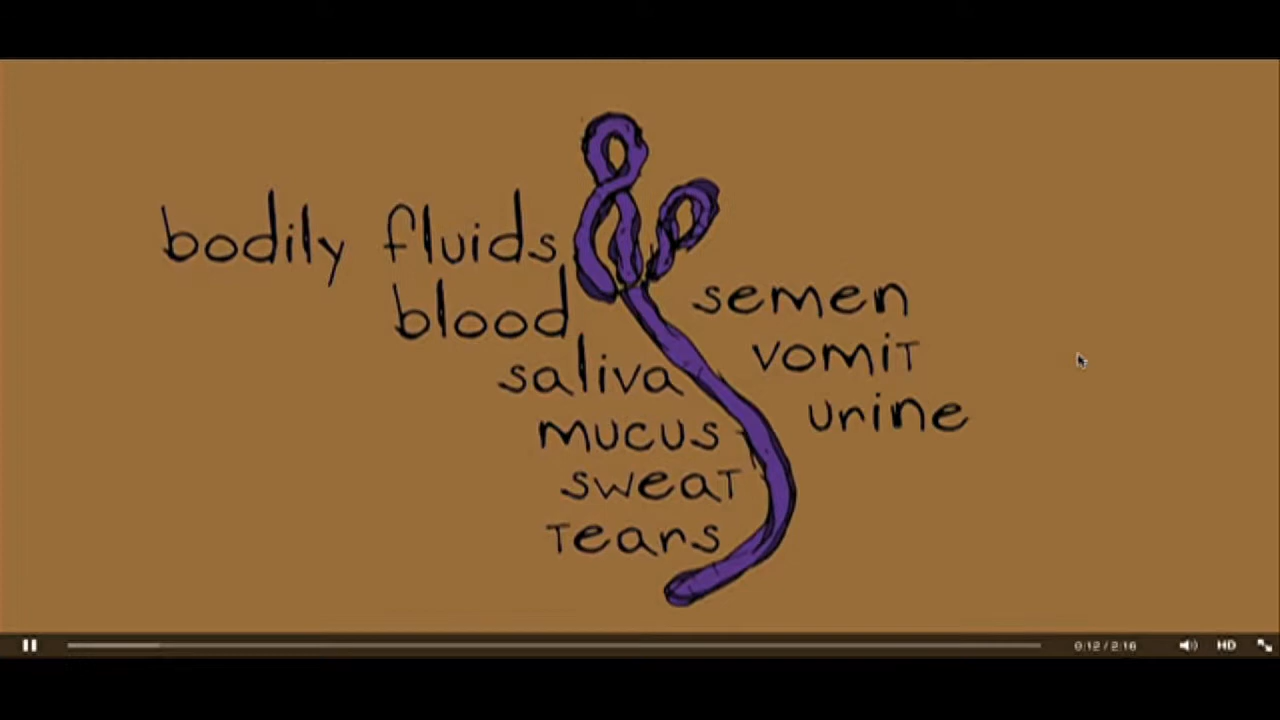 bodily fluids
blood
saliva
mucus
sweat
tears
semen
vomit
urine
0:12 / 2:16
HD